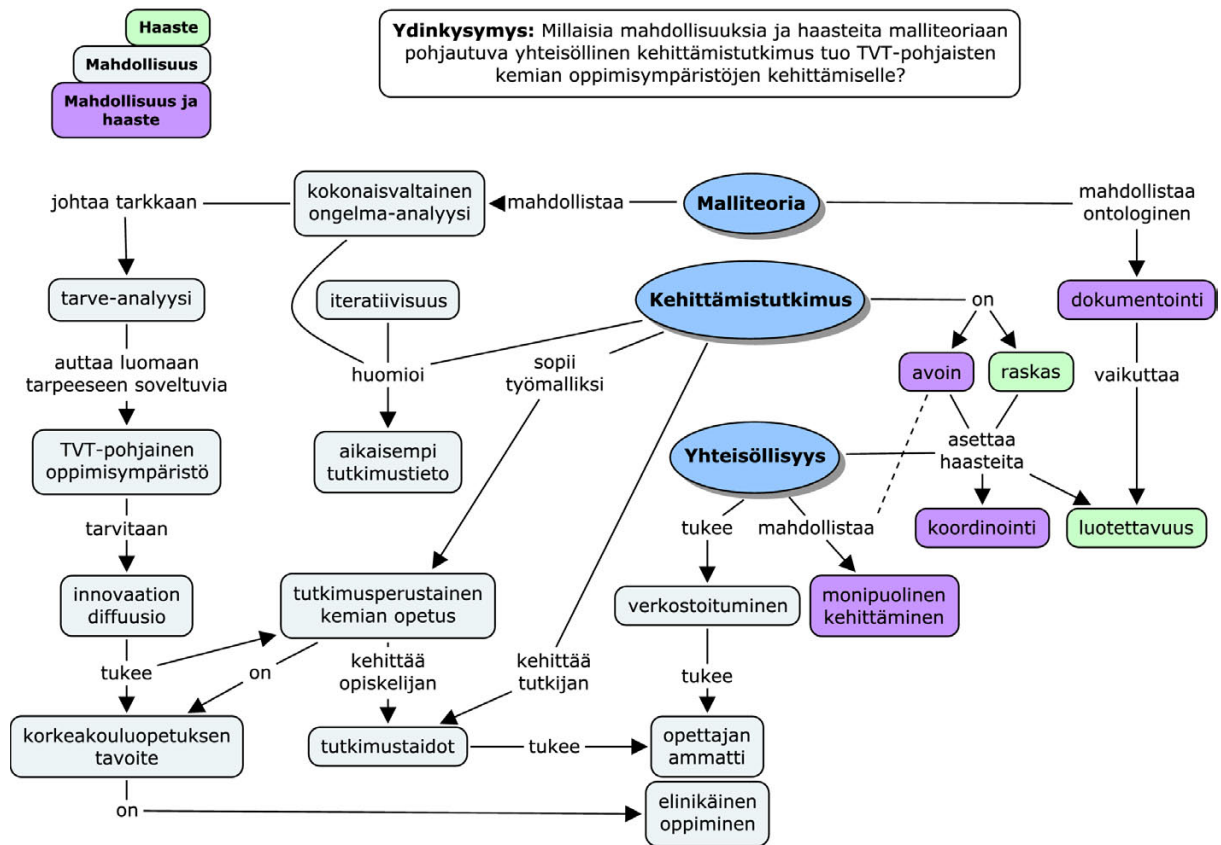 Haaste
Mahdollisuus
Mahdollisuus ja
haaste
Ydinkysymys: Millaisia mahdollisuuksia ja haasteita malliteoriaan
pohjautuva yhteisöllinen kehittämistutkimus tuo TVT-pohjaisten
kemian oppimisympäristöjen kehittämiselle?
johtaa tarkkaan
kokonaisvaltainen
ongelma-analyysi
mahdollistaa
Malliteoria
mahdollistaa
ontologinen
tarve-analyysi
iteratiivisuus
Kehittämistutkimus
on
dokumentointi
auttaa luomaan
tarpeeseen soveltuvia
huomioi
sopii
työmalliksi
avoin
raskas
vaikuttaa
TVT-pohjainen
oppimisympäristö
aikaisempi
tutkimustieto
Yhteisöllisyys
asettaa
haasteita
tarvitaan
tukee
mahdollistaa
koordinointi
luotettavuus
innovaation
diffuusio
tutkimusperustainen
kemian opetus
verkostoituminen
monipuolinen
kehittäminen
tukee
on
kehittää
opiskelijan
kehittää
tutkijan
tukee
korkeakouluopetuksen
tavoite
tutkimustaidot
tukee
opettajan
ammatti
on
elinikäinen
oppiminen